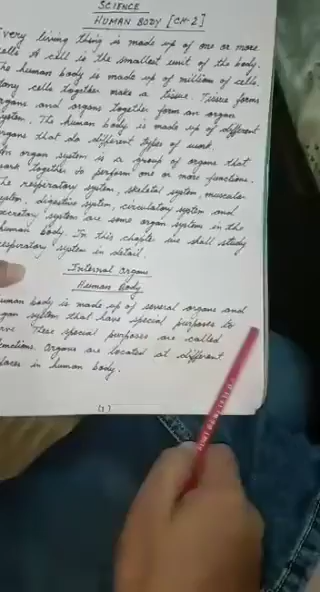 SCIENCE
HUMAN BODY [CH-2]
very living thing is made up of one or more
cells. A cell is the smallest unit of the body.
The human body is made up of millions of cells.
Many cells together make a tissue. Tissue forms
organs and organs together form an organ
system. The human body is made up of different
organs that do different types of work.
An organ system is a group of organs that
work together to perform one or more functions.
The respiratory system, skeletal system, muscular
system, digestive system, circulatory system and
excretory system are some organ system in the
human body. In this chapter we shall study
respiratory system in detail.
Internal Organs
Human Body
uman body is made up of several organs and
gan system that have special purposes to
rve. These special purposes are called
functions. Organs are located at different
places in human body.
(1)